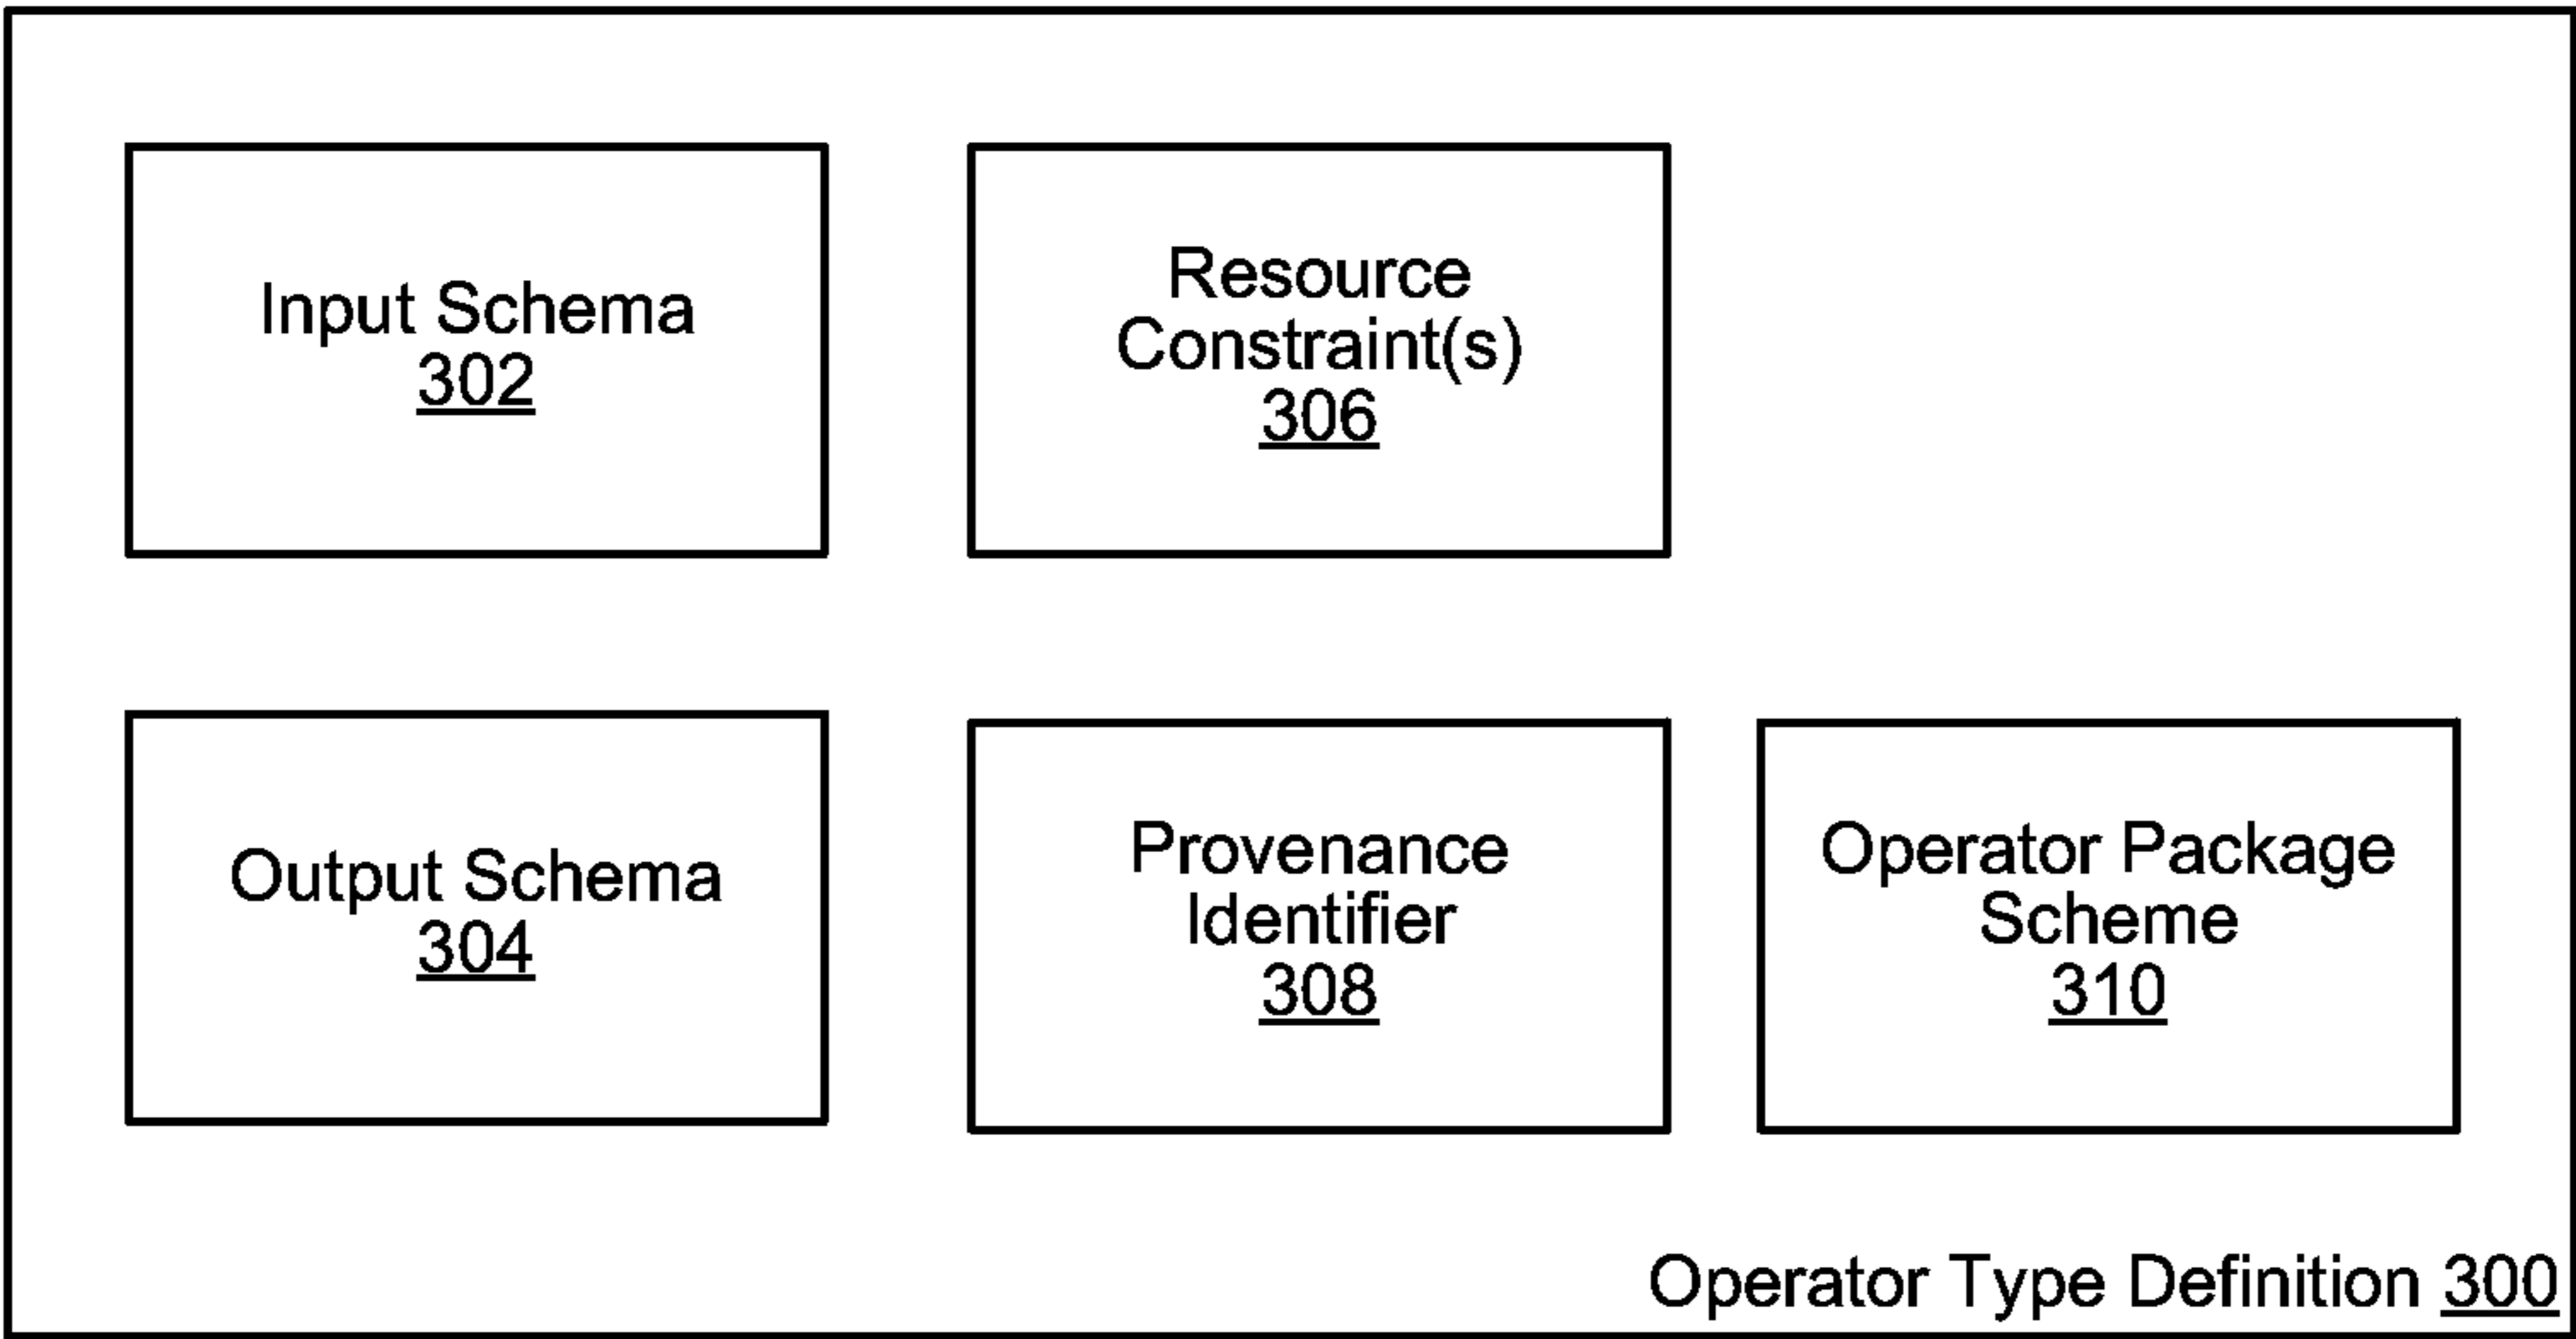 Input Schema
302
Resource
Constraint(s)
306
Output Schema
304
Provenance
Identifier
308
Operator Package
Scheme
310
Operator Type Definition 300